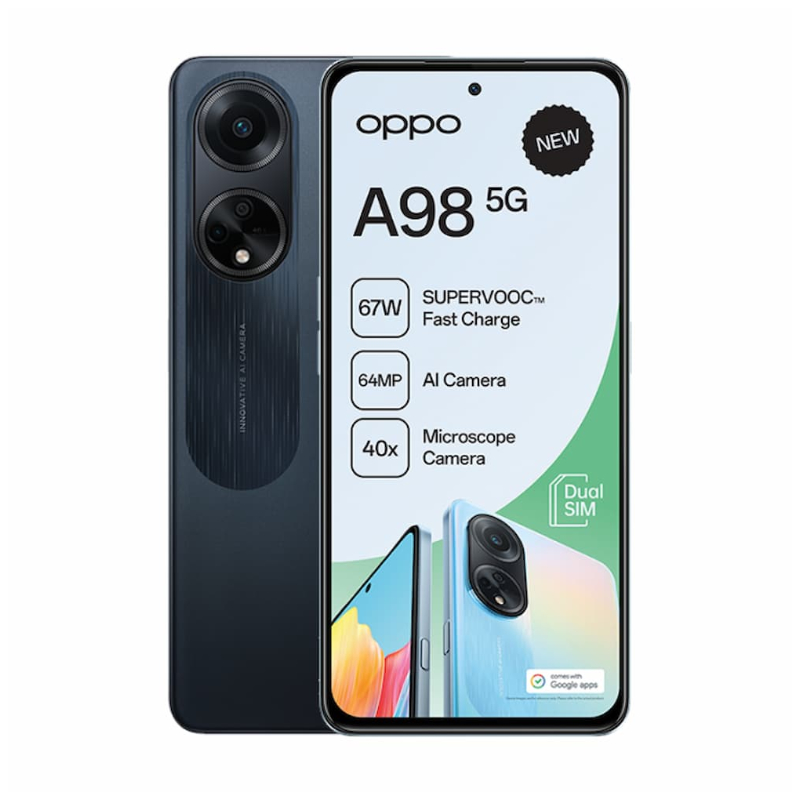 oppo
NEW
A98 5G
67W
SUPERVOOC™
Fast Charge
64MP
AI Camera
40x
Microscope
Camera
Dual
SIM
INNOVATIVE AI CAMERA
comes with
Google apps